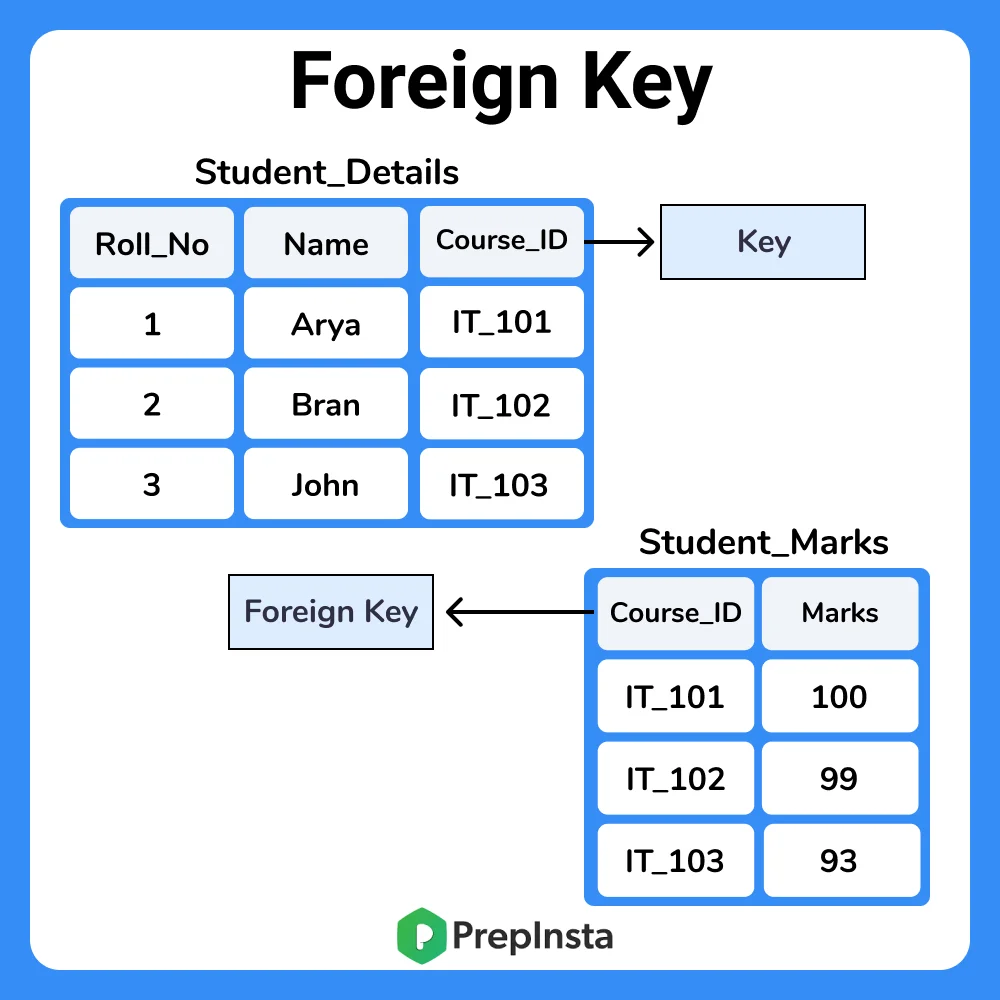 Foreign Key
Student_Details
Roll_No Name Course_ID
Key
1 Arya IT_101
2 Bran IT_102
3 John IT_103
Student_Marks
Foreign Key
Course_ID Marks
IT_101 100
IT_102 99
IT_103 93
P PrepInsta